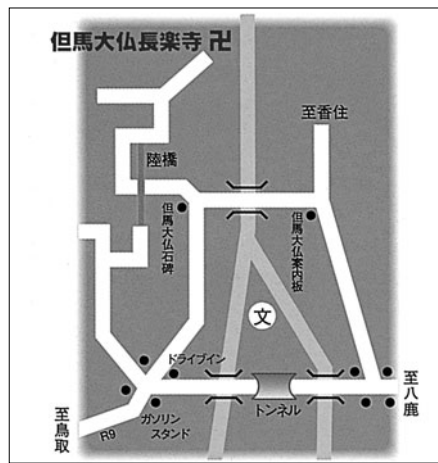 但馬大仏長楽寺 卍
至香住
陸橋
但馬大仏石碑
但馬大仏案内板
文
ドライブイン
トンネル
至八鹿
至鳥取
R9
ガソリン
スタンド